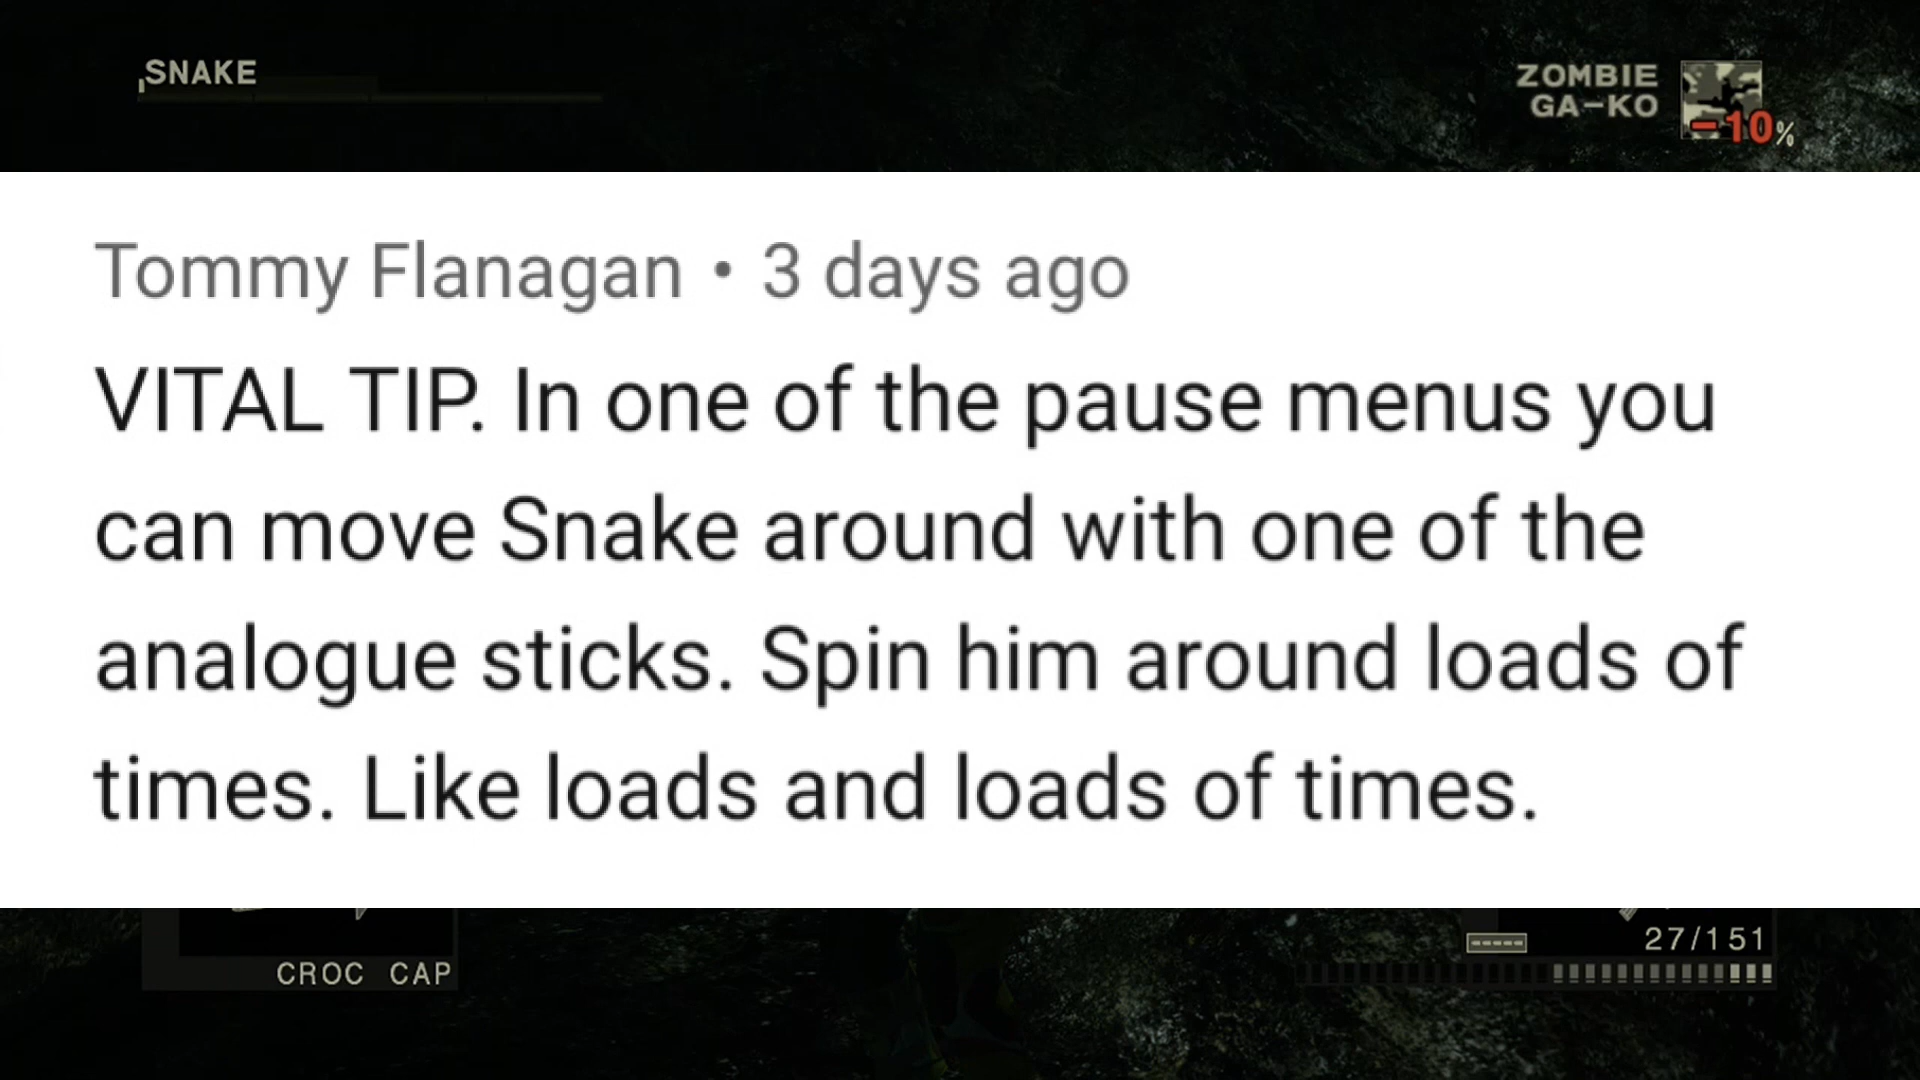 SNAKE
ZOMBIE
GA-KO
-10%
Tommy Flanagan • 3 days ago
VITAL TIP. In one of the pause menus you
can move Snake around with one of the
analogue sticks. Spin him around loads of
times. Like loads and loads of times.
27/151
CROC CAP